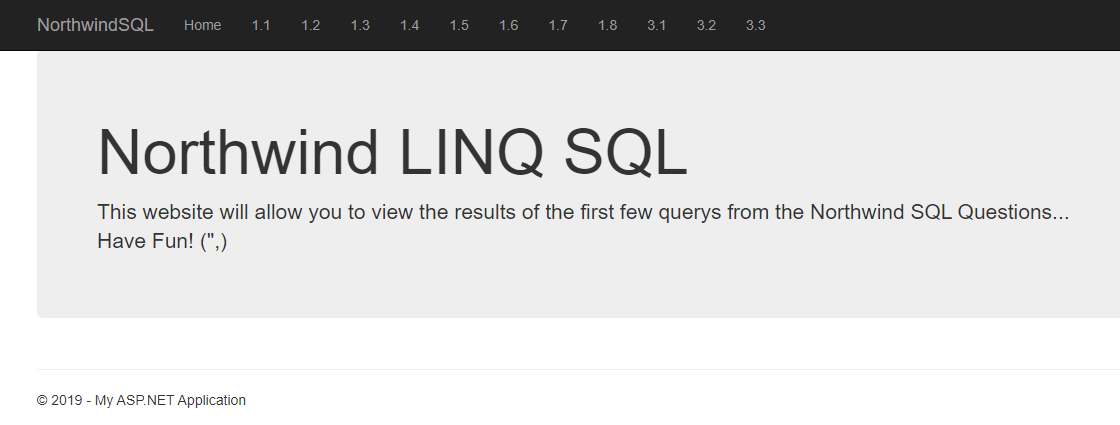 NorthwindSQL Home 1.1 1.2 1.3 1.4 1.5 1.6 1.7 1.8 3.1 3.2 3.3
Northwind LINQ SQL
This website will allow you to view the results of the first few querys from the Northwind SQL Questions...
Have Fun! (",)
© 2019 - My ASP.NET Application